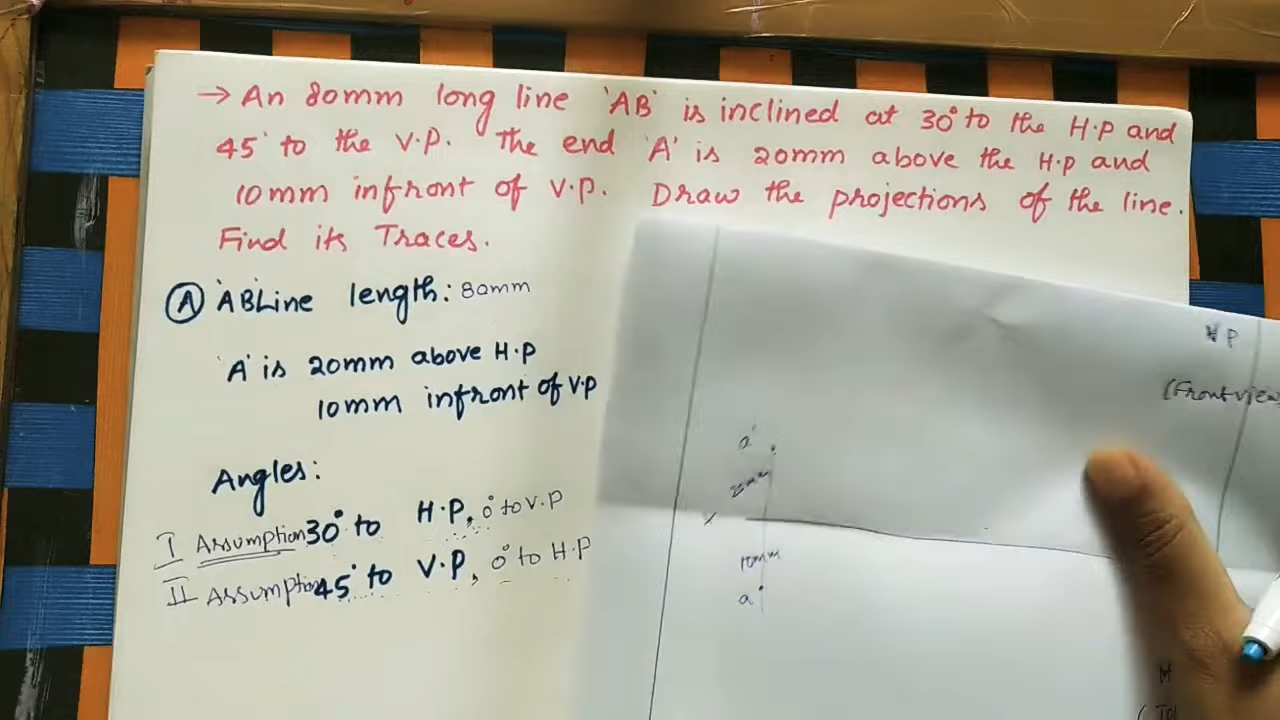 → An 80mm long line 'AB' is inclined at 30° to the H.P and
45° to the V.P. The end 'A' is 20mm above the H.P and
10mm infront of V.P. Draw the projections of the line.
Find its Traces.
Ⓐ 'AB' Line length: 80mm
'A' is 20mm above H.P
10mm infront of V.P
Angles:
I Assumption 30° to H.P, 0° to V.P
II Assumption 45° to V.P, 0° to H.P
V P
(Front view
a'
20mm
x
10mm
a
H